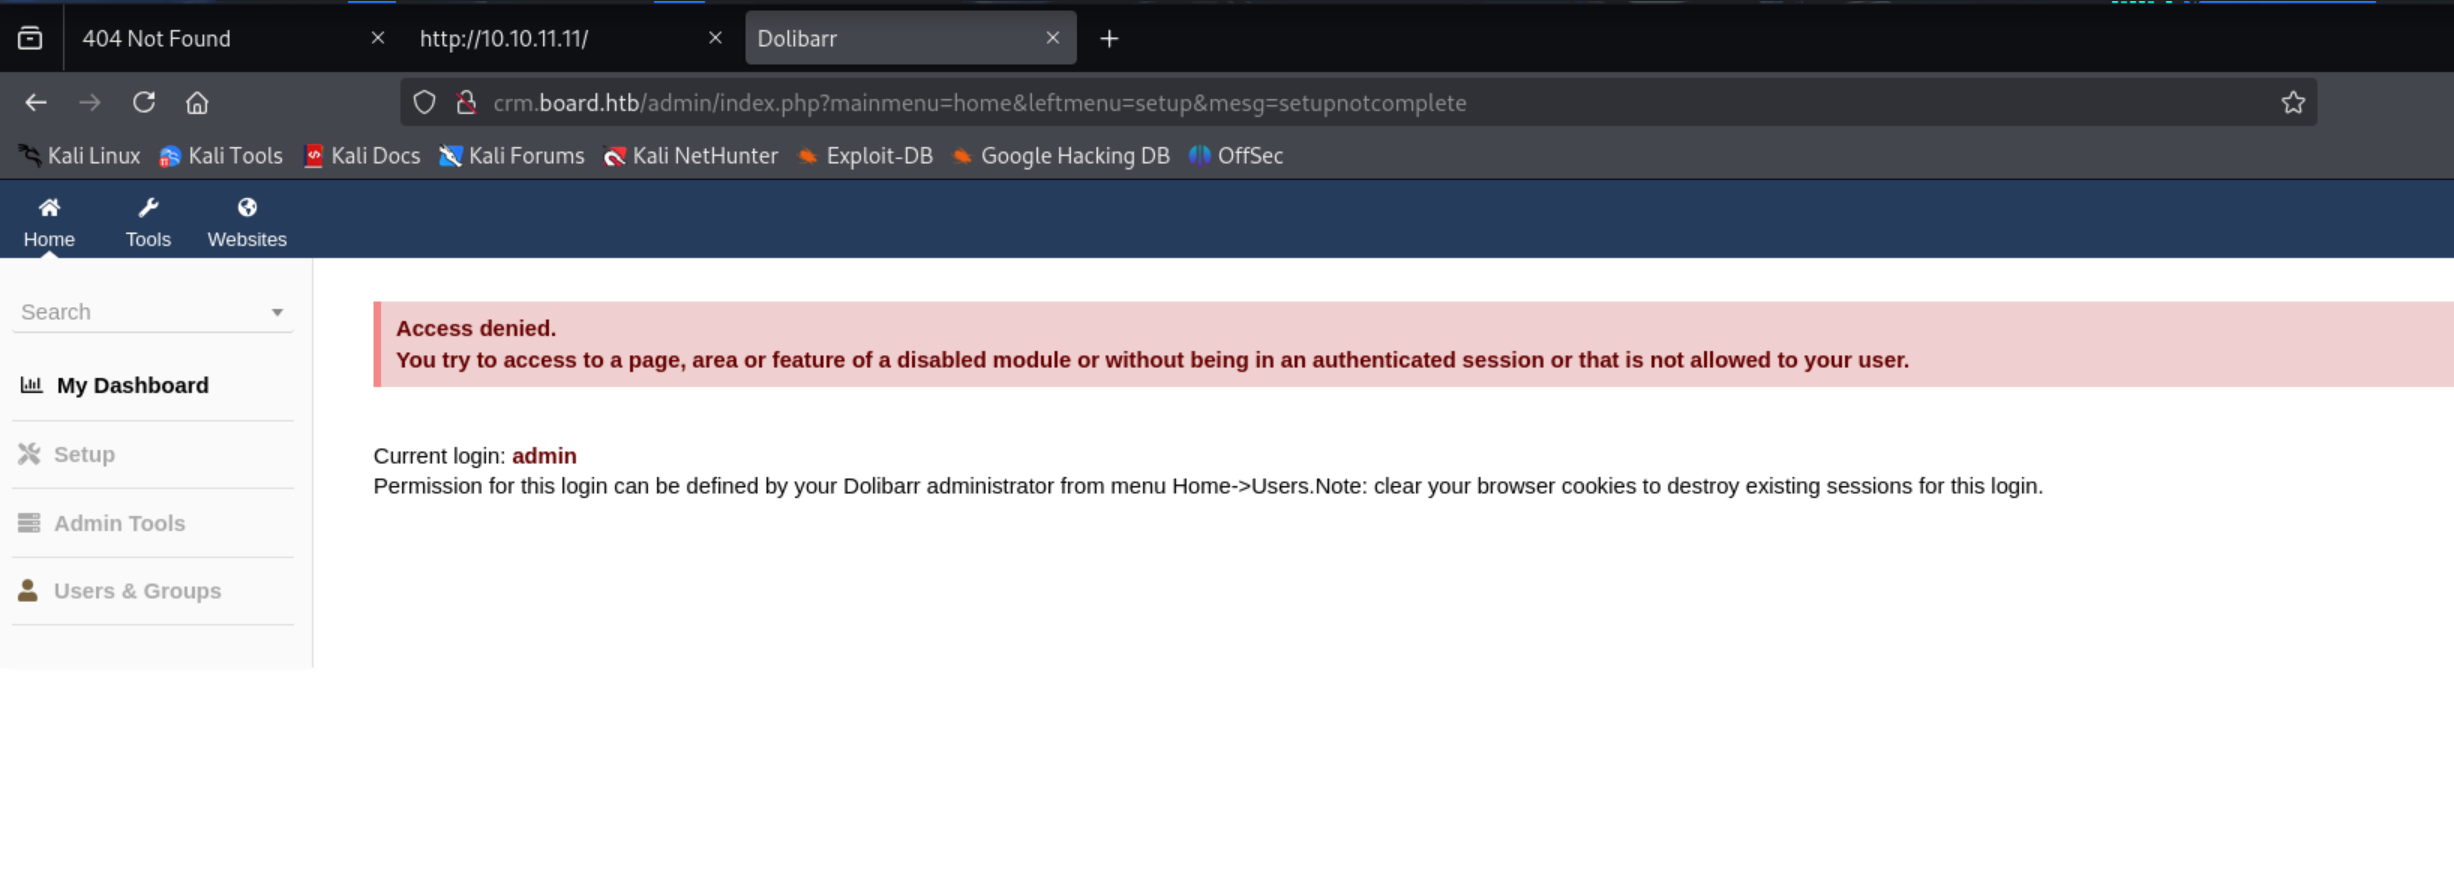 404 Not Found
http://10.10.11.11/
Dolibarr
crm.board.htb/admin/index.php?mainmenu=home&leftmenu=setup&mesg=setupnotcomplete
Kali Linux Kali Tools Kali Docs Kali Forums Kali NetHunter Exploit-DB Google Hacking DB OffSec
Home Tools Websites
Search
My Dashboard
Setup
Admin Tools
Users & Groups
Access denied.
You try to access to a page, area or feature of a disabled module or without being in an authenticated session or that is not allowed to your user.
Current login: admin
Permission for this login can be defined by your Dolibarr administrator from menu Home->Users.Note: clear your browser cookies to destroy existing sessions for this login.